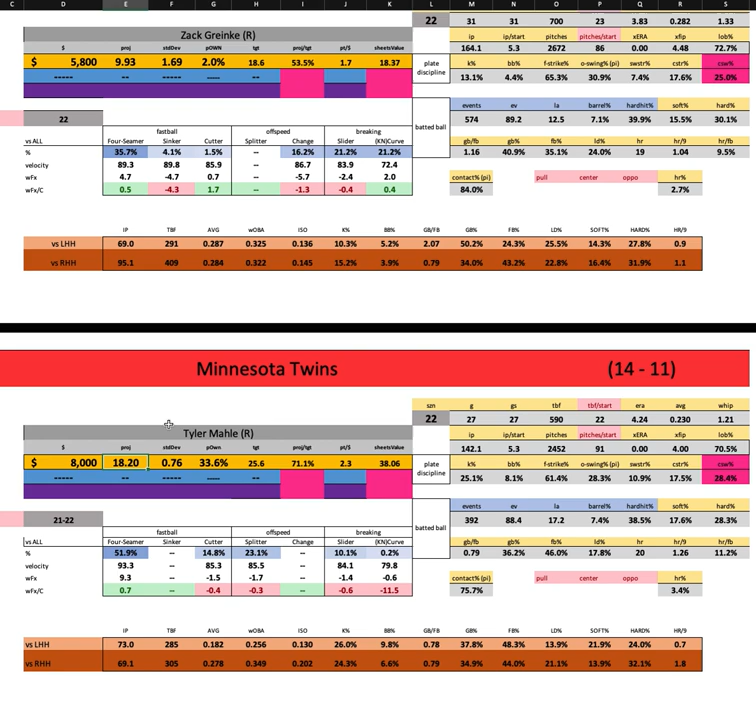 C D E F G H I J K L M N O P Q R S
22 31 31 700 23 3.83 0.282 1.33
Zack Greinke (R) ip ip/start pitches pitches/start xERA xfip lob%
$ proj stdDev pOWN tgt proj/tgt pt/$ sheetsValue 164.1 5.3 2672 86 0.00 4.48 72.7%
$ 5,800 9.93 1.69 2.0% 18.6 53.5% 1.7 18.37 plate discipline k% bb% f-strike% o-swing% (pi) swstr% cstr% csw%
----- -- ----- ---- -- 13.1% 4.4% 65.3% 30.9% 7.4% 17.6% 25.0%
batted ball events ev la barrel% hardhit% soft% hard%
22 574 89.2 12.5 7.1% 39.9% 15.5% 30.1%
fastball offspeed breaking gb/fb gb% fb% ld% hr hr/9 hr/fb
vs ALL Four-Seamer Sinker Cutter Splitter Change Slider (KN)Curve
% 35.7% 4.1% 1.5% -- 16.2% 21.2% 21.2% 1.16 40.9% 35.1% 24.0% 19 1.04 9.5%
velocity 89.3 89.8 85.9 -- 86.7 83.9 72.4
wFx 4.7 -4.7 0.7 -- -5.7 -2.4 2.0 contact% (pi) pull center oppo hr%
wFx/C 0.5 -4.3 1.7 -- -1.3 -0.4 0.4 84.0% 2.7%
IP TBF AVG wOBA ISO K% BB% GB/FB GB% FB% LD% SOFT% HARD% HR/9
vs LHH 69.0 291 0.287 0.325 0.136 10.3% 5.2% 2.07 50.2% 24.3% 25.5% 14.3% 27.8% 0.9
vs RHH 95.1 409 0.284 0.322 0.145 15.2% 3.9% 0.79 34.0% 43.2% 22.8% 16.4% 31.9% 1.1
Minnesota Twins (14 - 11)
szn g gs tbf tbf/start era avg whip
22 27 27 590 22 4.24 0.230 1.21
Tyler Mahle (R) ip ip/start pitches pitches/start xERA xfip lob%
$ proj stdDev pOwn tgt proj/tgt pt/$ sheetsValue 142.1 5.3 2452 91 0.00 4.00 70.5%
$ 8,000 18.20 0.76 33.6% 25.6 71.1% 2.3 38.06 plate discipline k% bb% f-strike% o-swing% (pi) swstr% cstr% csw%
----- -- ----- ---- -- 25.1% 8.1% 61.4% 28.3% 10.9% 17.5% 28.4%
batted ball events ev la barrel% hardhit% soft% hard%
21-22 392 88.4 17.2 7.4% 38.5% 17.6% 28.3%
fastball offspeed breaking gb/fb gb% fb% ld% hr hr/9 hr/fb
vs ALL Four-Seamer Sinker Cutter Splitter Change Slider (KN)Curve
% 51.9% -- 14.8% 23.1% -- 10.1% 0.2% 0.79 36.2% 46.0% 17.8% 20 1.26 11.2%
velocity 93.3 -- 85.3 85.5 -- 84.1 79.8
wFx 9.3 -- -1.5 -1.7 -- -1.4 -0.6 contact% (pi) pull center oppo hr%
wFx/C 0.7 -- -0.4 -0.3 -- -0.6 -11.5 75.7% 3.4%
IP TBF AVG wOBA ISO K% BB% GB/FB GB% FB% LD% SOFT% HARD% HR/9
vs LHH 73.0 285 0.182 0.256 0.130 26.0% 9.8% 0.78 37.8% 48.3% 13.9% 21.9% 24.0% 0.7
vs RHH 69.1 305 0.278 0.349 0.202 24.3% 6.6% 0.79 34.9% 44.0% 21.1% 13.9% 32.1% 1.8